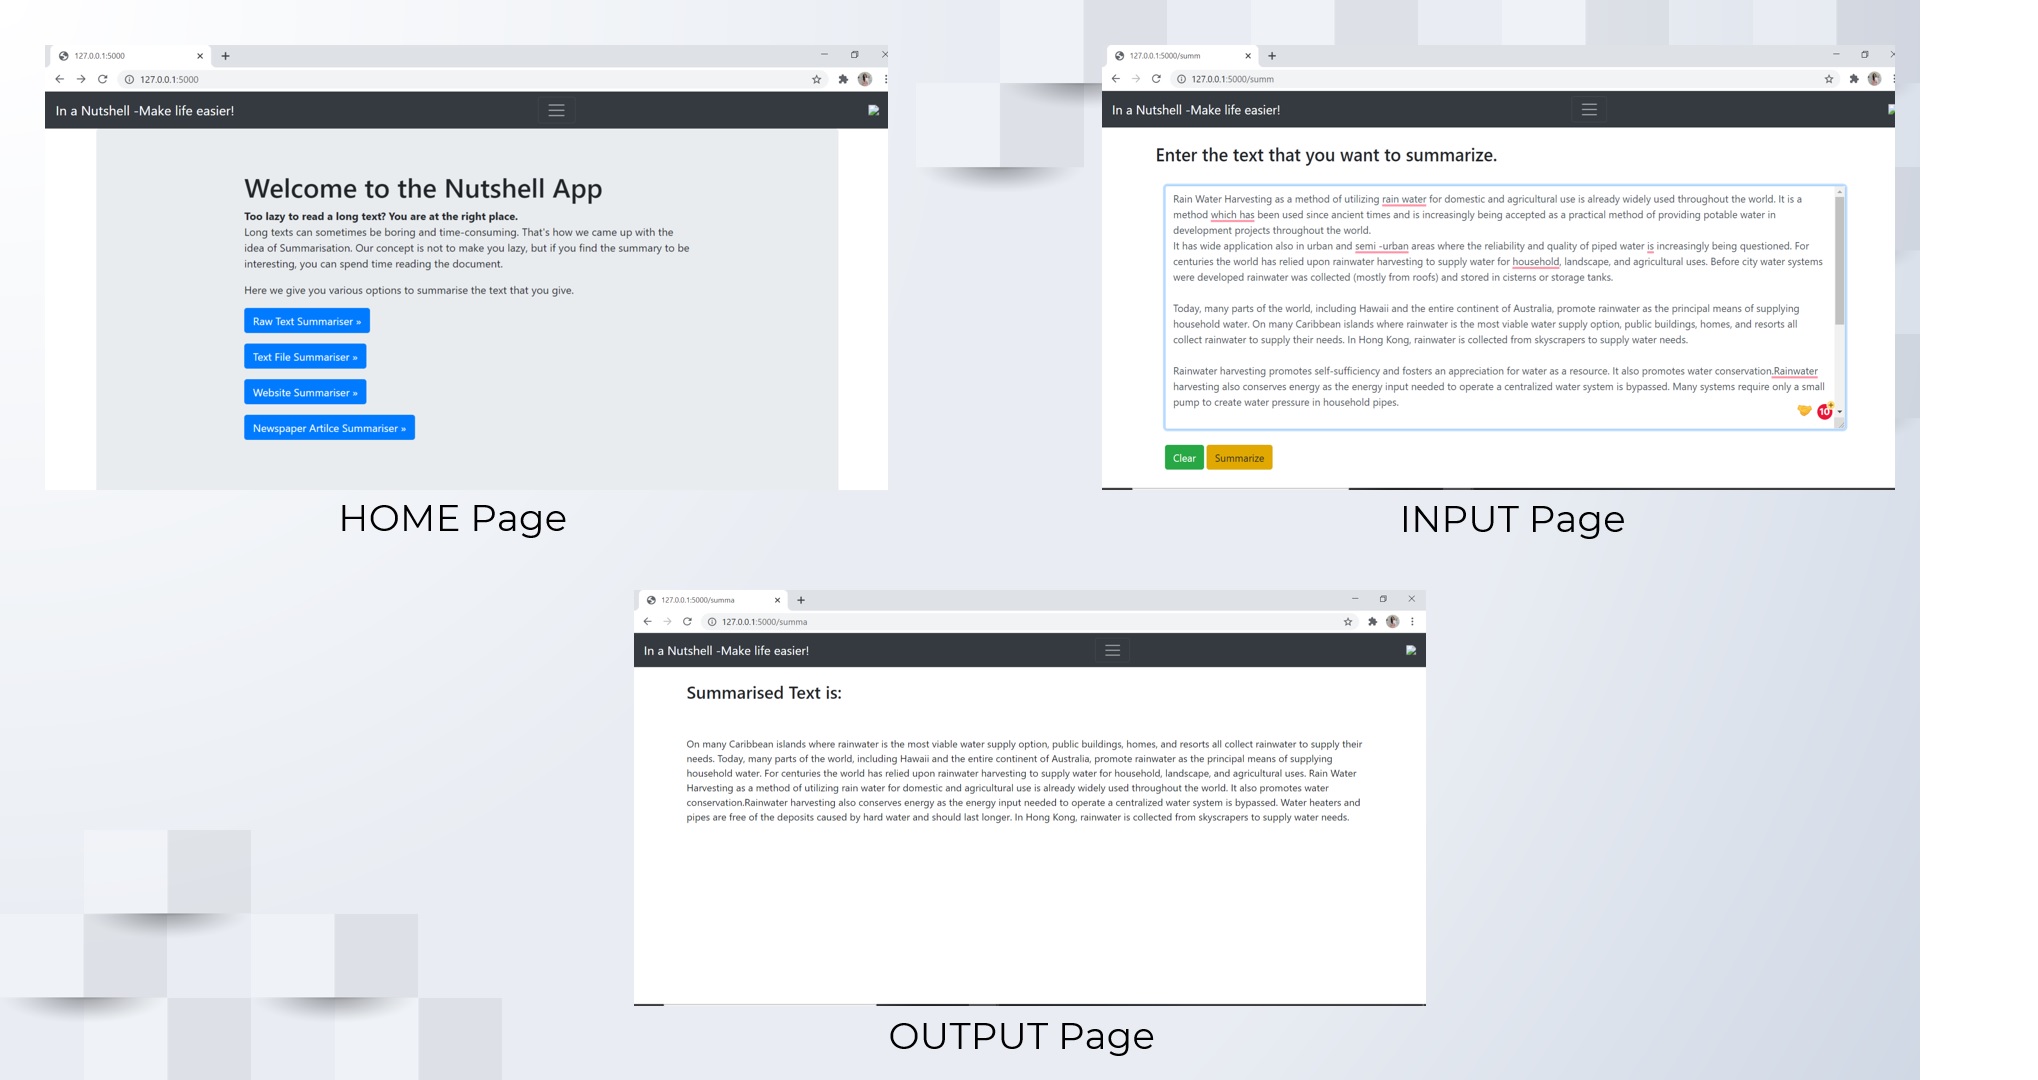 127.0.0.1:5000
127.0.0.1:5000
In a Nutshell -Make life easier!
Welcome to the Nutshell App
Too lazy to read a long text? You are at the right place.
Long texts can sometimes be boring and time-consuming. That's how we came up with the
idea of Summarisation. Our concept is not to make you lazy, but if you find the summary to be
interesting, you can spend time reading the document.
Here we give you various options to summarise the text that you give.
Raw Text Summariser »
Text File Summariser »
Website Summariser »
Newspaper Artilce Summariser »
HOME Page
127.0.0.1:5000/summ
127.0.0.1:5000/summ
In a Nutshell -Make life easier!
Enter the text that you want to summarize.
Rain Water Harvesting as a method of utilizing rain water for domestic and agricultural use is already widely used throughout the world. It is a
method which has been used since ancient times and is increasingly being accepted as a practical method of providing potable water in
development projects throughout the world.
It has wide application also in urban and semi -urban areas where the reliability and quality of piped water is increasingly being questioned. For
centuries the world has relied upon rainwater harvesting to supply water for household, landscape, and agricultural uses. Before city water systems
were developed rainwater was collected (mostly from roofs) and stored in cisterns or storage tanks.
Today, many parts of the world, including Hawaii and the entire continent of Australia, promote rainwater as the principal means of supplying
household water. On many Caribbean islands where rainwater is the most viable water supply option, public buildings, homes, and resorts all
collect rainwater to supply their needs. In Hong Kong, rainwater is collected from skyscrapers to supply water needs.
Rainwater harvesting promotes self-sufficiency and fosters an appreciation for water as a resource. It also promotes water conservation.Rainwater
harvesting also conserves energy as the energy input needed to operate a centralized water system is bypassed. Many systems require only a small
pump to create water pressure in household pipes.
10
Clear
Summarize
INPUT Page
127.0.0.1:5000/summa
127.0.0.1:5000/summa
In a Nutshell -Make life easier!
Summarised Text is:
On many Caribbean islands where rainwater is the most viable water supply option, public buildings, homes, and resorts all collect rainwater to supply their
needs. Today, many parts of the world, including Hawaii and the entire continent of Australia, promote rainwater as the principal means of supplying
household water. For centuries the world has relied upon rainwater harvesting to supply water for household, landscape, and agricultural uses. Rain Water
Harvesting as a method of utilizing rain water for domestic and agricultural use is already widely used throughout the world. It also promotes water
conservation.Rainwater harvesting also conserves energy as the energy input needed to operate a centralized water system is bypassed. Water heaters and
pipes are free of the deposits caused by hard water and should last longer. In Hong Kong, rainwater is collected from skyscrapers to supply water needs.
OUTPUT Page